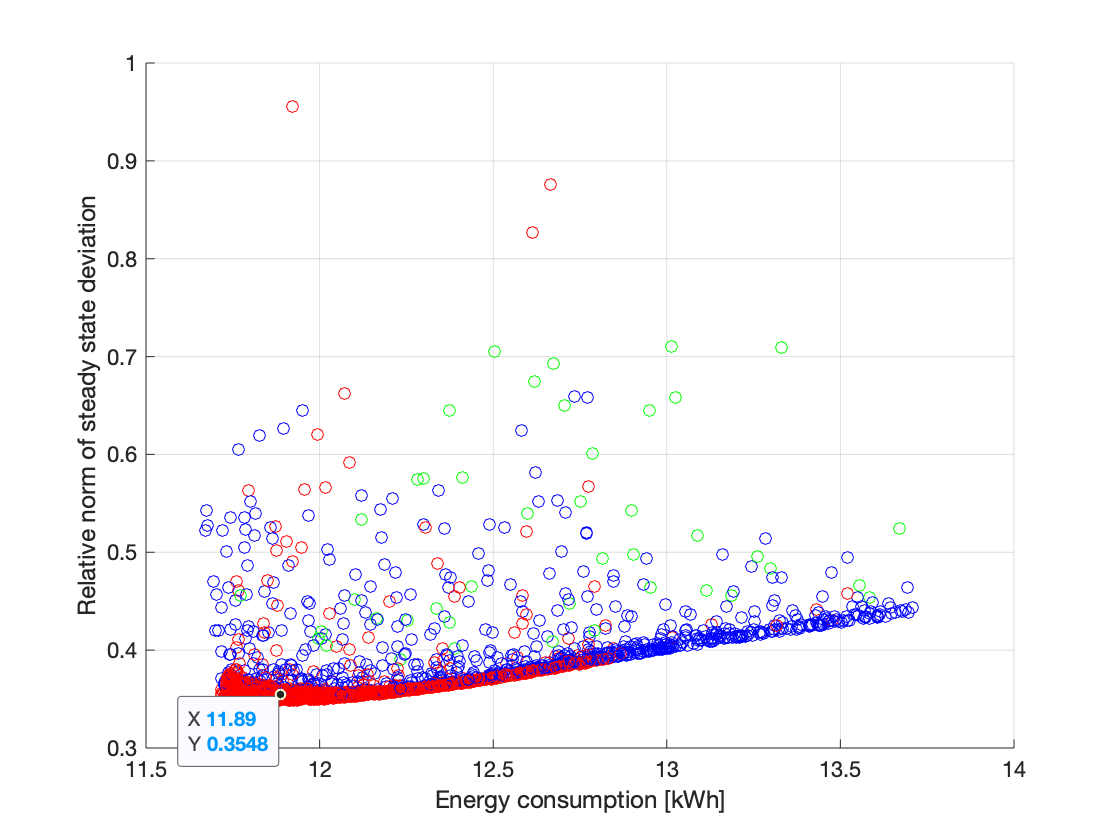 1
0.9
0.8
0.7
0.6
0.5
0.4
0.3
Relative norm of steady state deviation
X 11.89
Y 0.3548
11.5 12 12.5 13 13.5 14
Energy consumption [kWh]